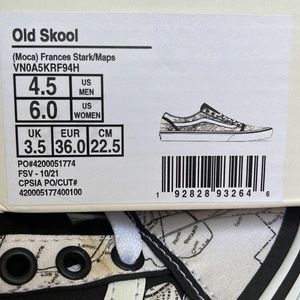 Old Skool
(Moca) Frances Stark/Maps
VN0A5KRF94H
4.5 US MEN
6.0 US WOMEN
UK EUR CM
3.5 36.0 22.5
PO#4200051774
FSV - 10/21
CPSIA PO/CUT#
420005177400100
1 92828 93264 6